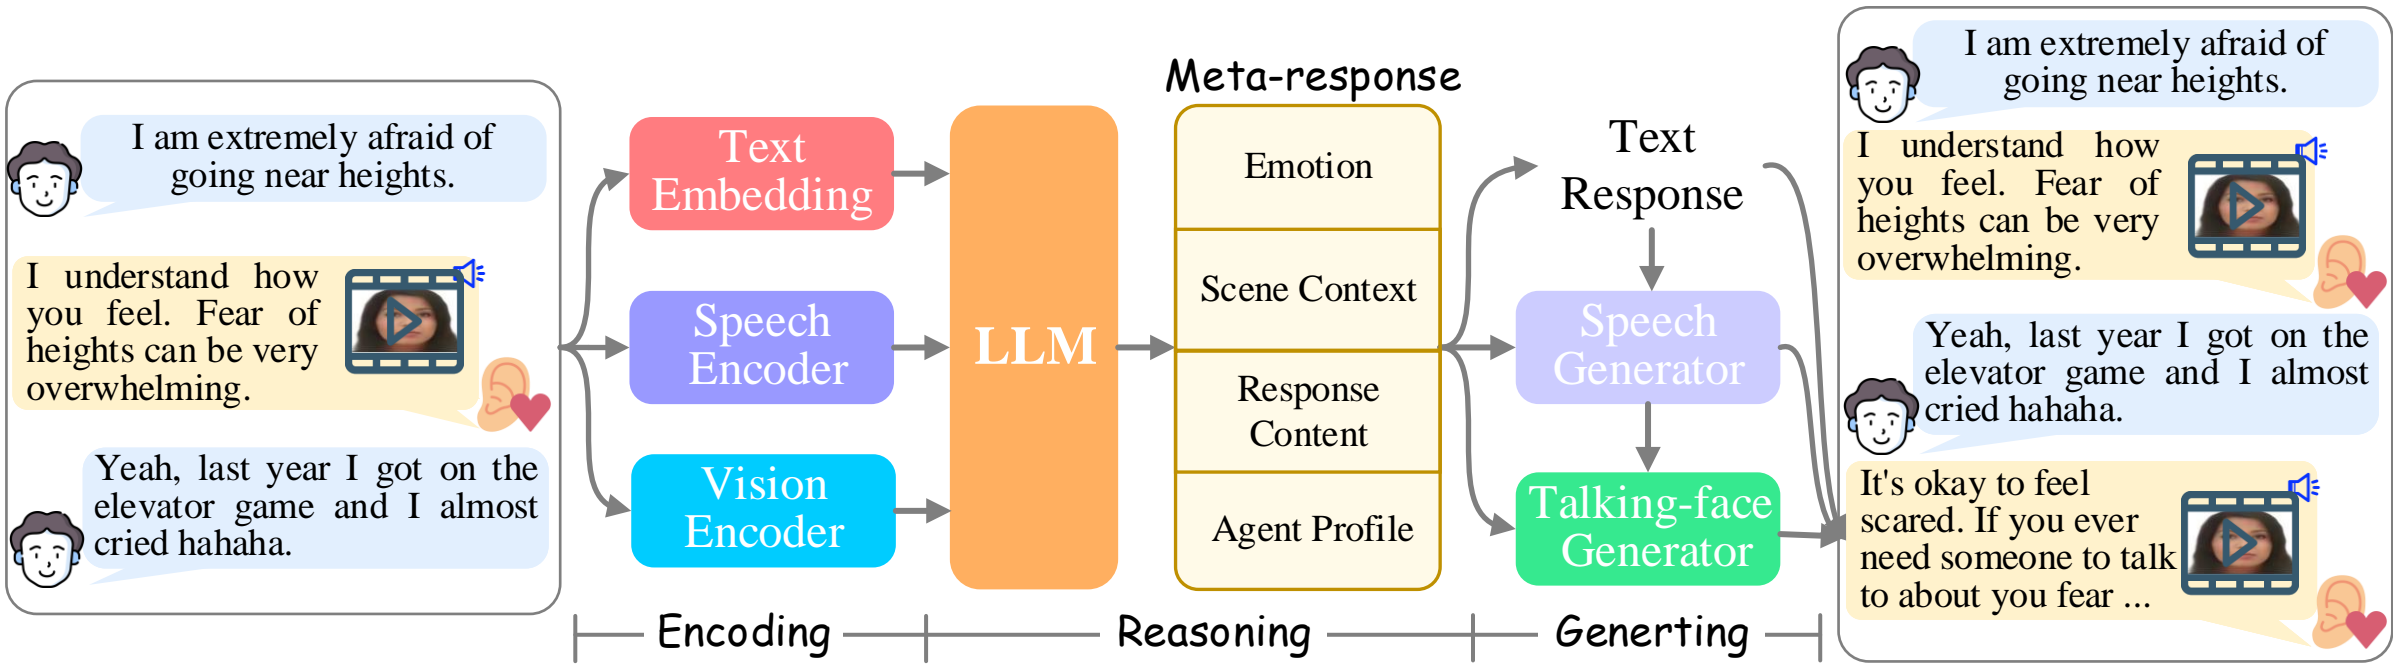 I am extremely afraid of
going near heights.
I understand how
you feel. Fear of
heights can be very
overwhelming.
Yeah, last year I got on the
elevator game and I almost
cried hahaha.
Text
Embedding
Speech
Encoder
Vision
Encoder
LLM
Meta-response
Emotion
Scene Context
Response
Content
Agent Profile
Text
Response
Speech
Generator
Talking-face
Generator
I am extremely afraid of
going near heights.
I understand how
you feel. Fear of
heights can be very
overwhelming.
Yeah, last year I got on the
elevator game and I almost
cried hahaha.
It's okay to feel
scared. If you ever
need someone to talk
to about you fear ...
Encoding
Reasoning
Generting